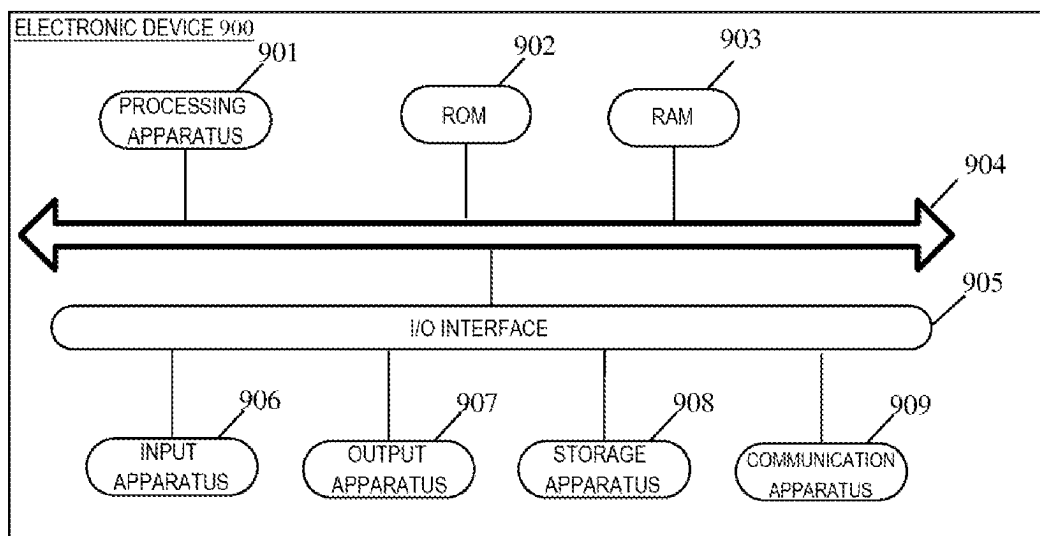 ELECTRONIC DEVICE 900
901
902
903
PROCESSING
APPARATUS
ROM
RAM
904
905
I/O INTERFACE
906
907
908
909
INPUT
APPARATUS
OUTPUT
APPARATUS
STORAGE
APPARATUS
COMMUNICATION
APPARATUS